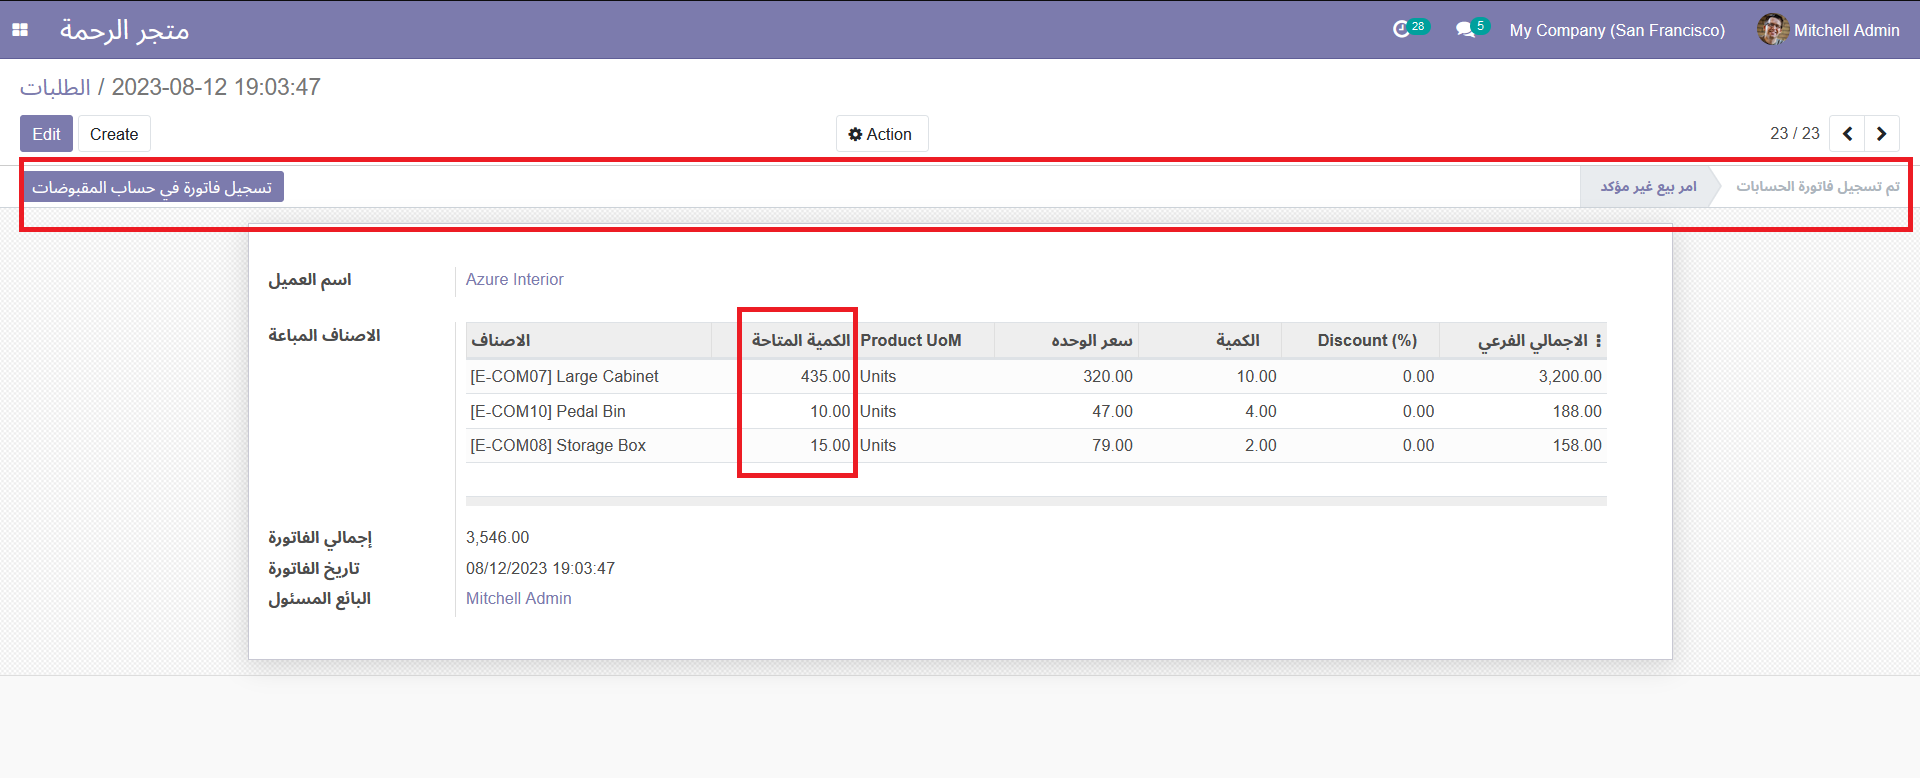 متجر الرحمة 28 5 My Company (San Francisco) Mitchell Admin
الطلبات / 2023-08-12 19:03:47
Edit Create Action 23 / 23
تسجيل فاتورة في حساب المقبوضات امر بيع غير مؤكد تم تسجيل فاتورة الحسابات
اسم العميل Azure Interior
الاصناف المباعة
الاصناف الكمية المتاحة Product UoM سعر الوحده الكمية Discount (%) الاجمالي الفرعي
[E-COM07] Large Cabinet 435.00 Units 320.00 10.00 0.00 3,200.00
[E-COM10] Pedal Bin 10.00 Units 47.00 4.00 0.00 188.00
[E-COM08] Storage Box 15.00 Units 79.00 2.00 0.00 158.00
إجمالي الفاتورة 3,546.00
تاريخ الفاتورة 08/12/2023 19:03:47
البائع المسئول Mitchell Admin